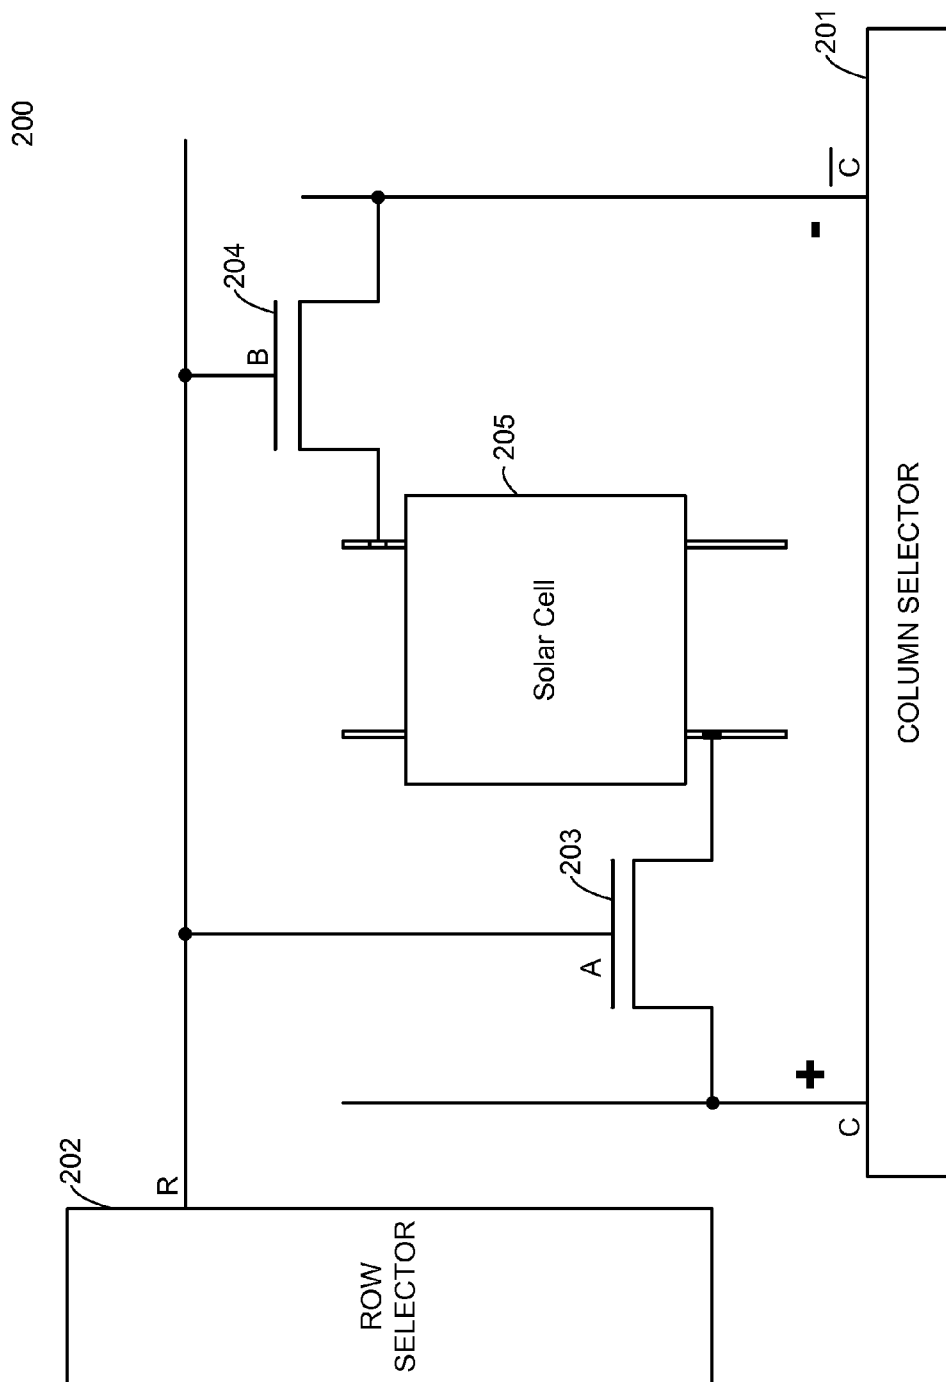 200
201
C
-
204
B
205
Solar Cell
COLUMN SELECTOR
203
A
+
C
202
R
ROW
SELECTOR